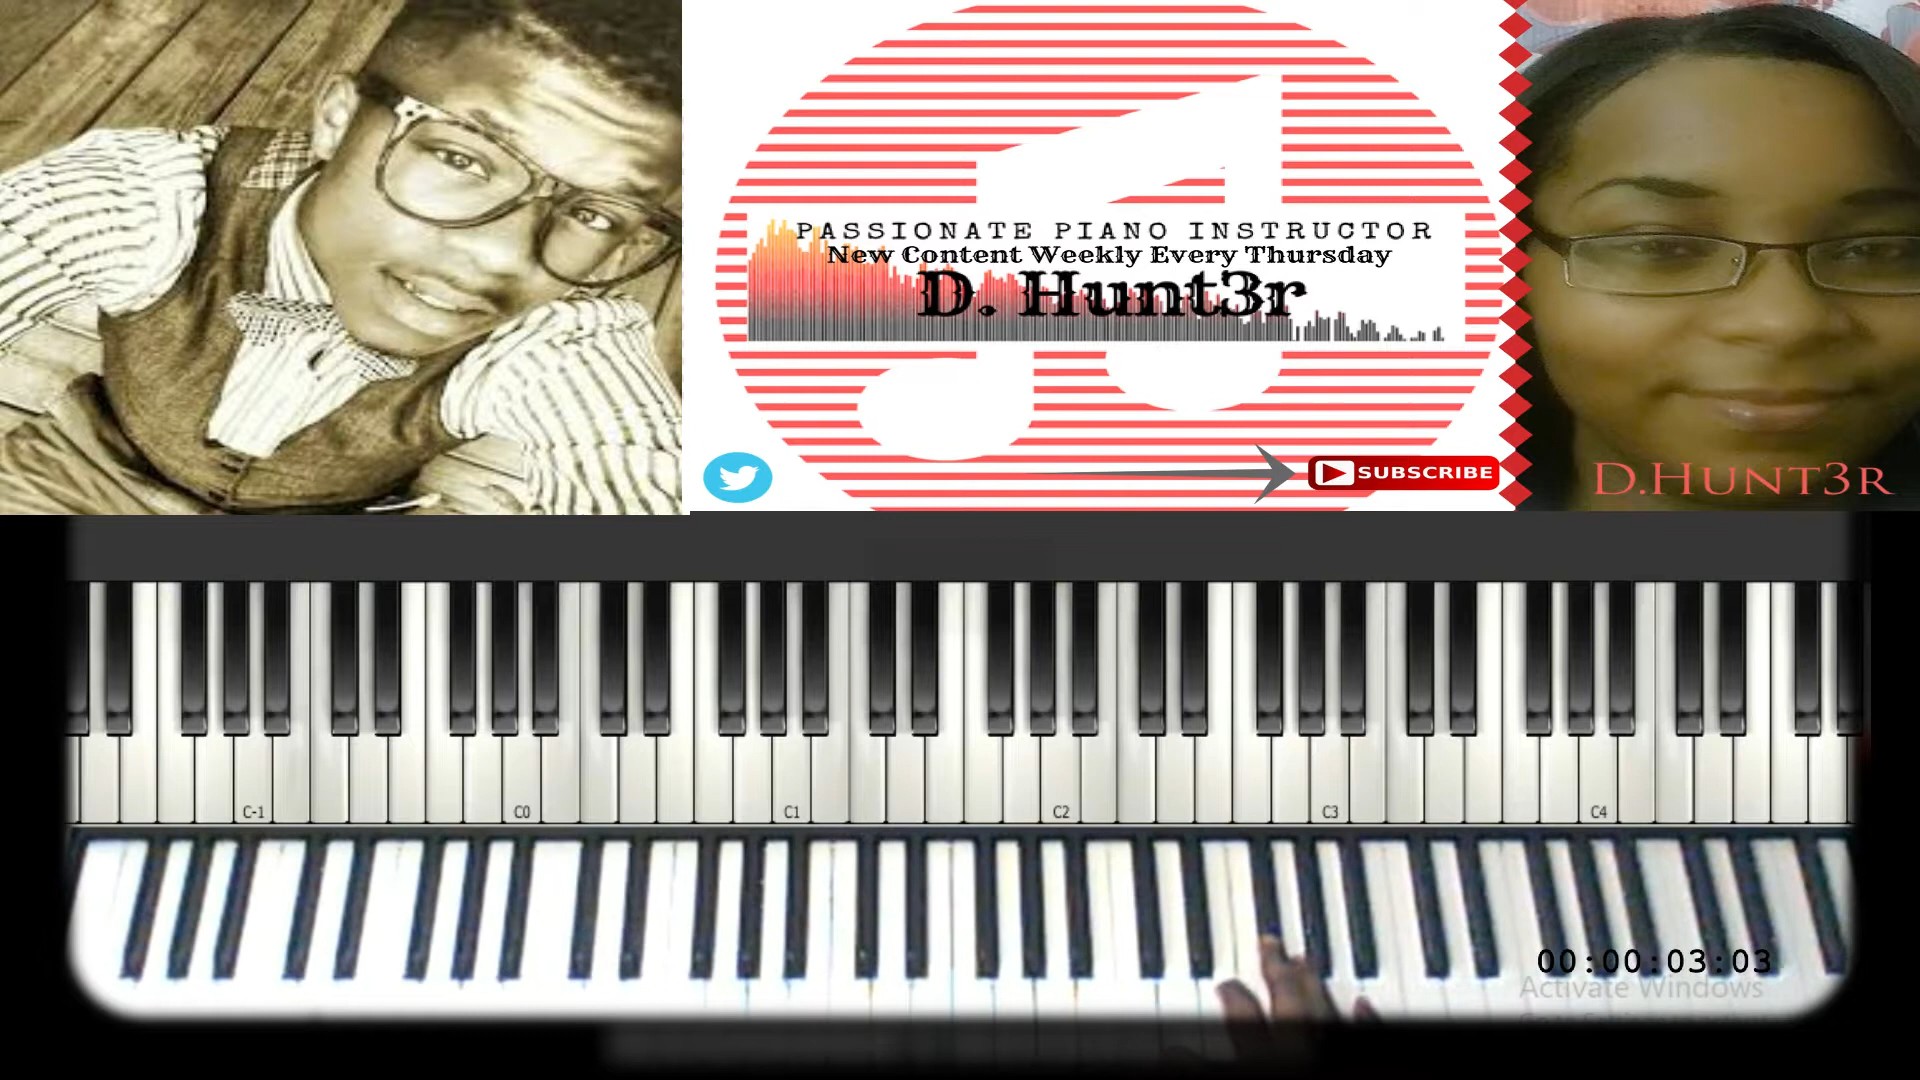 PASSIONATE PIANO INSTRUCTOR
New Content Weekly Every Thursday
D. Hunt3r
SUBSCRIBE
D.HUNT3R
C-1
C0
C1
C2
C3
C4
00:00:03:03
Activate Windows